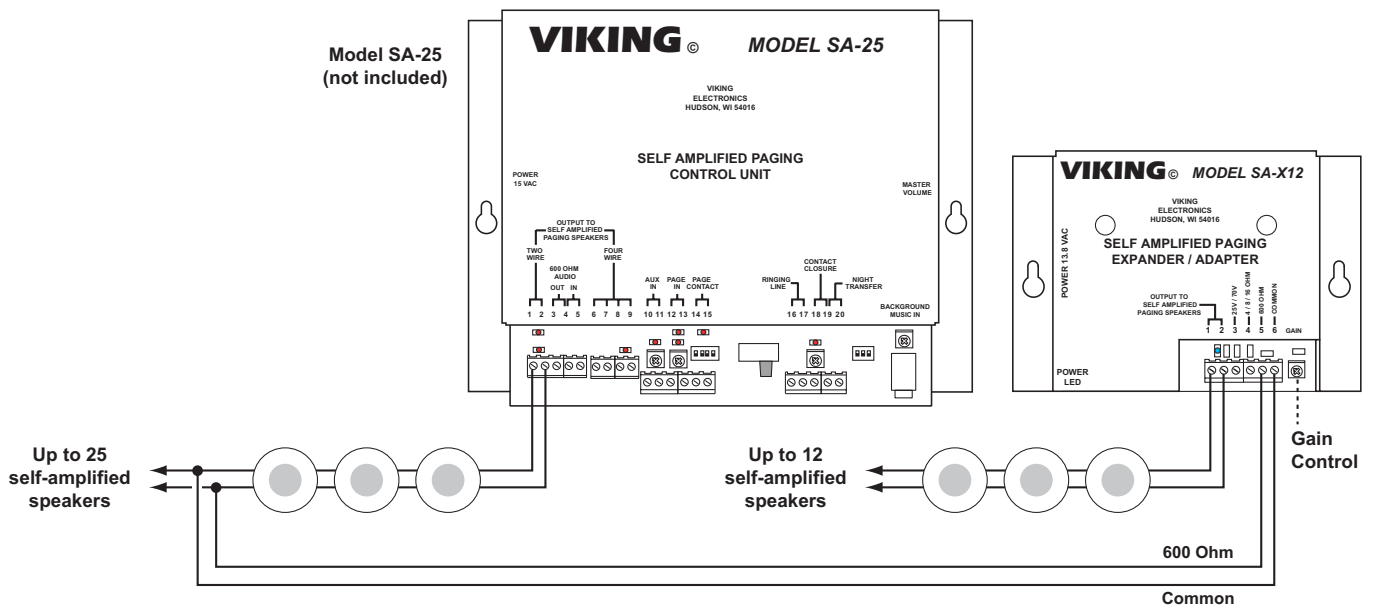 Model SA-25
(not included)
VIKING © MODEL SA-25
VIKING
ELECTRONICS
HUDSON, WI 54016
SELF AMPLIFIED PAGING
CONTROL UNIT
POWER
15 VAC
MASTER
VOLUME
OUTPUT TO
SELF AMPLIFIED
PAGING SPEAKERS
TWO
WIRE
FOUR
WIRE
600 OHM
AUDIO
OUT IN
AUX
IN
PAGE
IN
PAGE
CONTACT
RINGING
LINE
CONTACT
CLOSURE
NIGHT
TRANSFER
BACKGROUND
MUSIC IN
1 2 3 4 5 6 7 8 9 10 11 12 13 14 15 16 17 18 19 20
VIKING © MODEL SA-X12
VIKING
ELECTRONICS
HUDSON, WI 54016
SELF AMPLIFIED PAGING
EXPANDER / ADAPTER
POWER 13.8 VAC
OUTPUT TO
SELF AMPLIFIED
PAGING SPEAKERS
25V / 70V
4 / 8 / 16 OHM
600 OHM
COMMON
1 2 3 4 5 6 GAIN
POWER
LED
Gain
Control
Up to 25
self-amplified
speakers
Up to 12
self-amplified
speakers
600 Ohm
Common